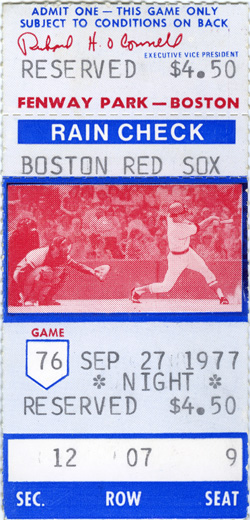 ADMIT ONE — THIS GAME ONLY
SUBJECT TO CONDITIONS ON BACK
Richard H. O'Connell
EXECUTIVE VICE PRESIDENT
RESERVED $4.50
FENWAY PARK—BOSTON
RAIN CHECK
BOSTON RED SOX
GAME
76 SEP 27 1977
* NIGHT *
RESERVED $4.50
12 07 9
SEC. ROW SEAT